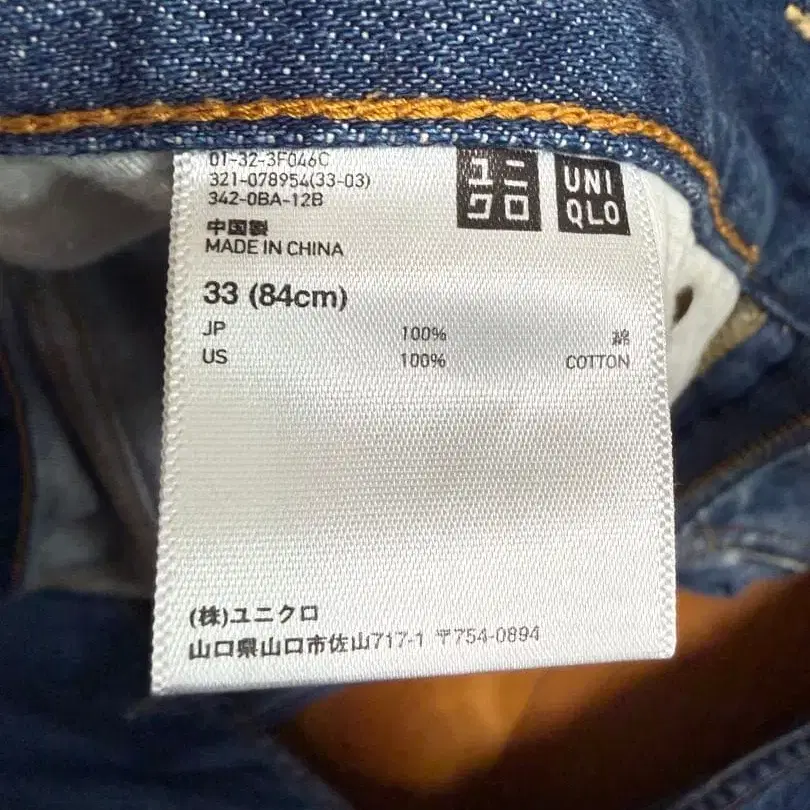 01-32-3F046C
321-078954(33-03)
342-0BA-12B
ユニクロ
UNIQLO
中国製
MADE IN CHINA
33 (84cm)
JP 100% 綿
US 100% COTTON
(株)ユニクロ
山口県山口市佐山717-1 〒754-0894